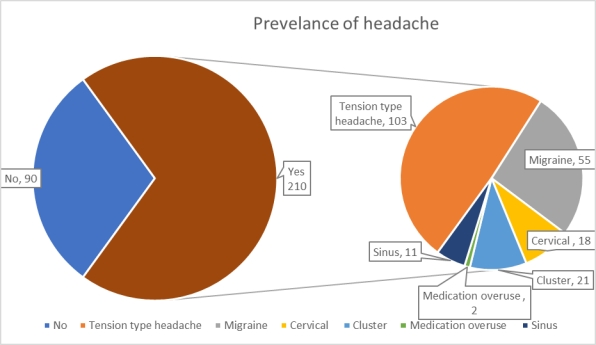 Prevelance of headache
No, 90
Yes
210
Tension type
headache, 103
Migraine, 55
Cervical , 18
Cluster, 21
Medication overuse ,
2
Sinus, 11
No
Tension type headache
Migraine
Cervical
Cluster
Medication overuse
Sinus